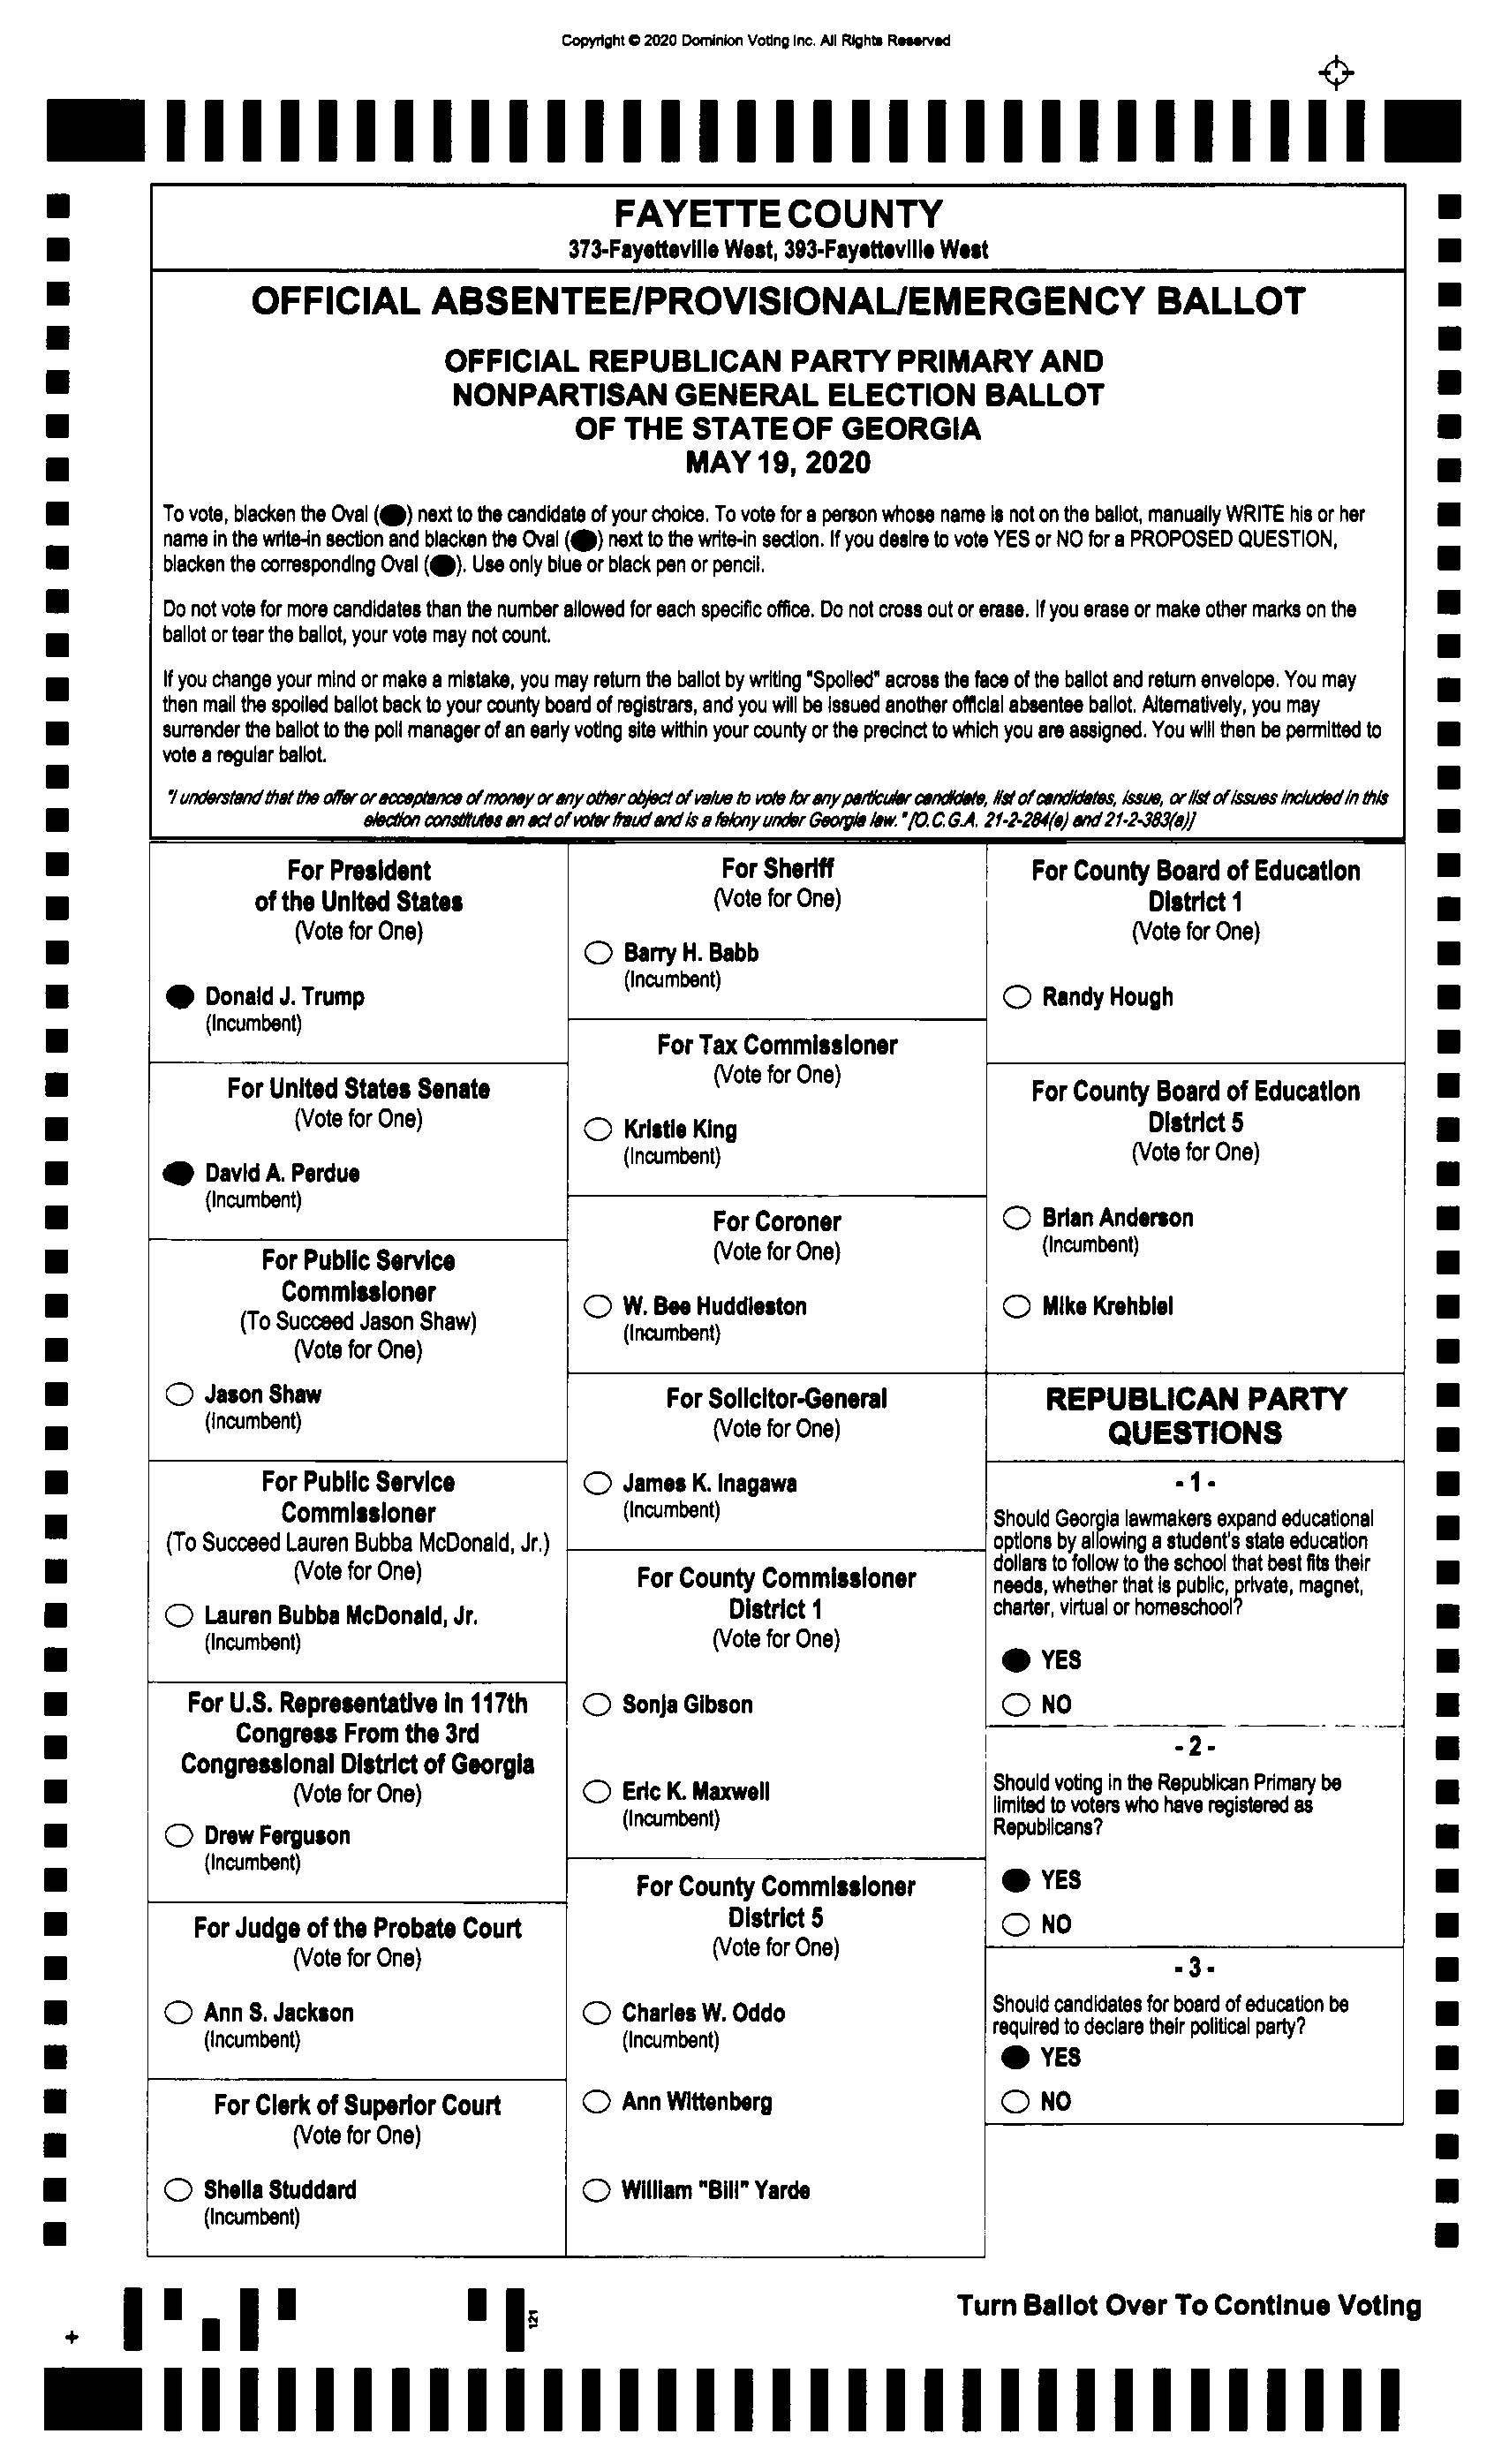 Copyright © 2020 Dominion Voting Inc. All Rights Reserved
FAYETTE COUNTY
373-Fayetteville West, 393-Fayetteville West
OFFICIAL ABSENTEE/PROVISIONAL/EMERGENCY BALLOT
OFFICIAL REPUBLICAN PARTY PRIMARY AND
NONPARTISAN GENERAL ELECTION BALLOT
OF THE STATE OF GEORGIA
MAY 19, 2020
To vote, blacken the Oval ( ) next to the candidate of your choice. To vote for a person whose name is not on the ballot, manually WRITE his or her
name in the write-in section and blacken the Oval ( ) next to the write-in section. If you desire to vote YES or NO for a PROPOSED QUESTION,
blacken the corresponding Oval ( ). Use only blue or black pen or pencil.
Do not vote for more candidates than the number allowed for each specific office. Do not cross out or erase. If you erase or make other marks on the
ballot or tear the ballot, your vote may not count.
If you change your mind or make a mistake, you may return the ballot by writing "Spoiled" across the face of the ballot and return envelope. You may
then mail the spoiled ballot back to your county board of registrars, and you will be issued another official absentee ballot. Alternatively, you may
surrender the ballot to the poll manager of an early voting site within your county or the precinct to which you are assigned. You will then be permitted to
vote a regular ballot.
"I understand that the offer or acceptance of money or any other object of value to vote for any particular candidate, list of candidates, issue, or list of issues included in this
election constitutes an act of voter fraud and is a felony under Georgia law." [O.C.G.A. 21-2-284(e) and 21-2-383(a)]
For President
of the United States
(Vote for One)
Donald J. Trump
(Incumbent)
For United States Senate
(Vote for One)
David A. Perdue
(Incumbent)
For Public Service
Commissioner
(To Succeed Jason Shaw)
(Vote for One)
Jason Shaw
(Incumbent)
For Public Service
Commissioner
(To Succeed Lauren Bubba McDonald, Jr.)
(Vote for One)
Lauren Bubba McDonald, Jr.
(Incumbent)
For U.S. Representative in 117th
Congress From the 3rd
Congressional District of Georgia
(Vote for One)
Drew Ferguson
(Incumbent)
For Judge of the Probate Court
(Vote for One)
Ann S. Jackson
(Incumbent)
For Clerk of Superior Court
(Vote for One)
Sheila Studdard
(Incumbent)
For Sheriff
(Vote for One)
Barry H. Babb
(Incumbent)
For Tax Commissioner
(Vote for One)
Kristie King
(Incumbent)
For Coroner
(Vote for One)
W. Bee Huddleston
(Incumbent)
For Solicitor-General
(Vote for One)
James K. Inagawa
(Incumbent)
For County Commissioner
District 1
(Vote for One)
Sonja Gibson
Eric K. Maxwell
(Incumbent)
For County Commissioner
District 5
(Vote for One)
Charles W. Oddo
(Incumbent)
Ann Wittenberg
William "Bill" Yarde
For County Board of Education
District 1
(Vote for One)
Randy Hough
For County Board of Education
District 5
(Vote for One)
Brian Anderson
(Incumbent)
Mike Krehbiel
REPUBLICAN PARTY
QUESTIONS
- 1 -
Should Georgia lawmakers expand educational
options by allowing a student's state education
dollars to follow to the school that best fits their
needs, whether that is public, private, magnet,
charter, virtual or homeschool?
YES
NO
- 2 -
Should voting in the Republican Primary be
limited to voters who have registered as
Republicans?
YES
NO
- 3 -
Should candidates for board of education be
required to declare their political party?
YES
NO
121
Turn Ballot Over To Continue Voting